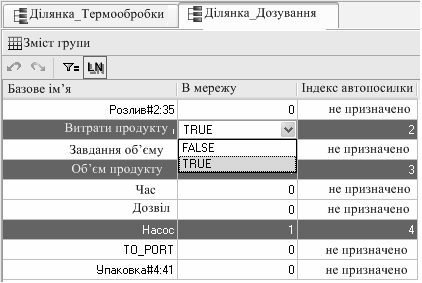 Ділянка_Термообробки Ділянка_Дозування
Зміст групи
LN
Базове ім’я В мережу Індекс автопосилки
Розлив#2:35 0 не призначено
Витрати продукту TRUE 2
Завдання об’єму FALSE не призначено
Об’єм продукту TRUE 3
Час 0 не призначено
Дозвіл 0 не призначено
Насос 1 4
TO_PORT 0 не призначено
Упаковка#4:41 0 не призначено